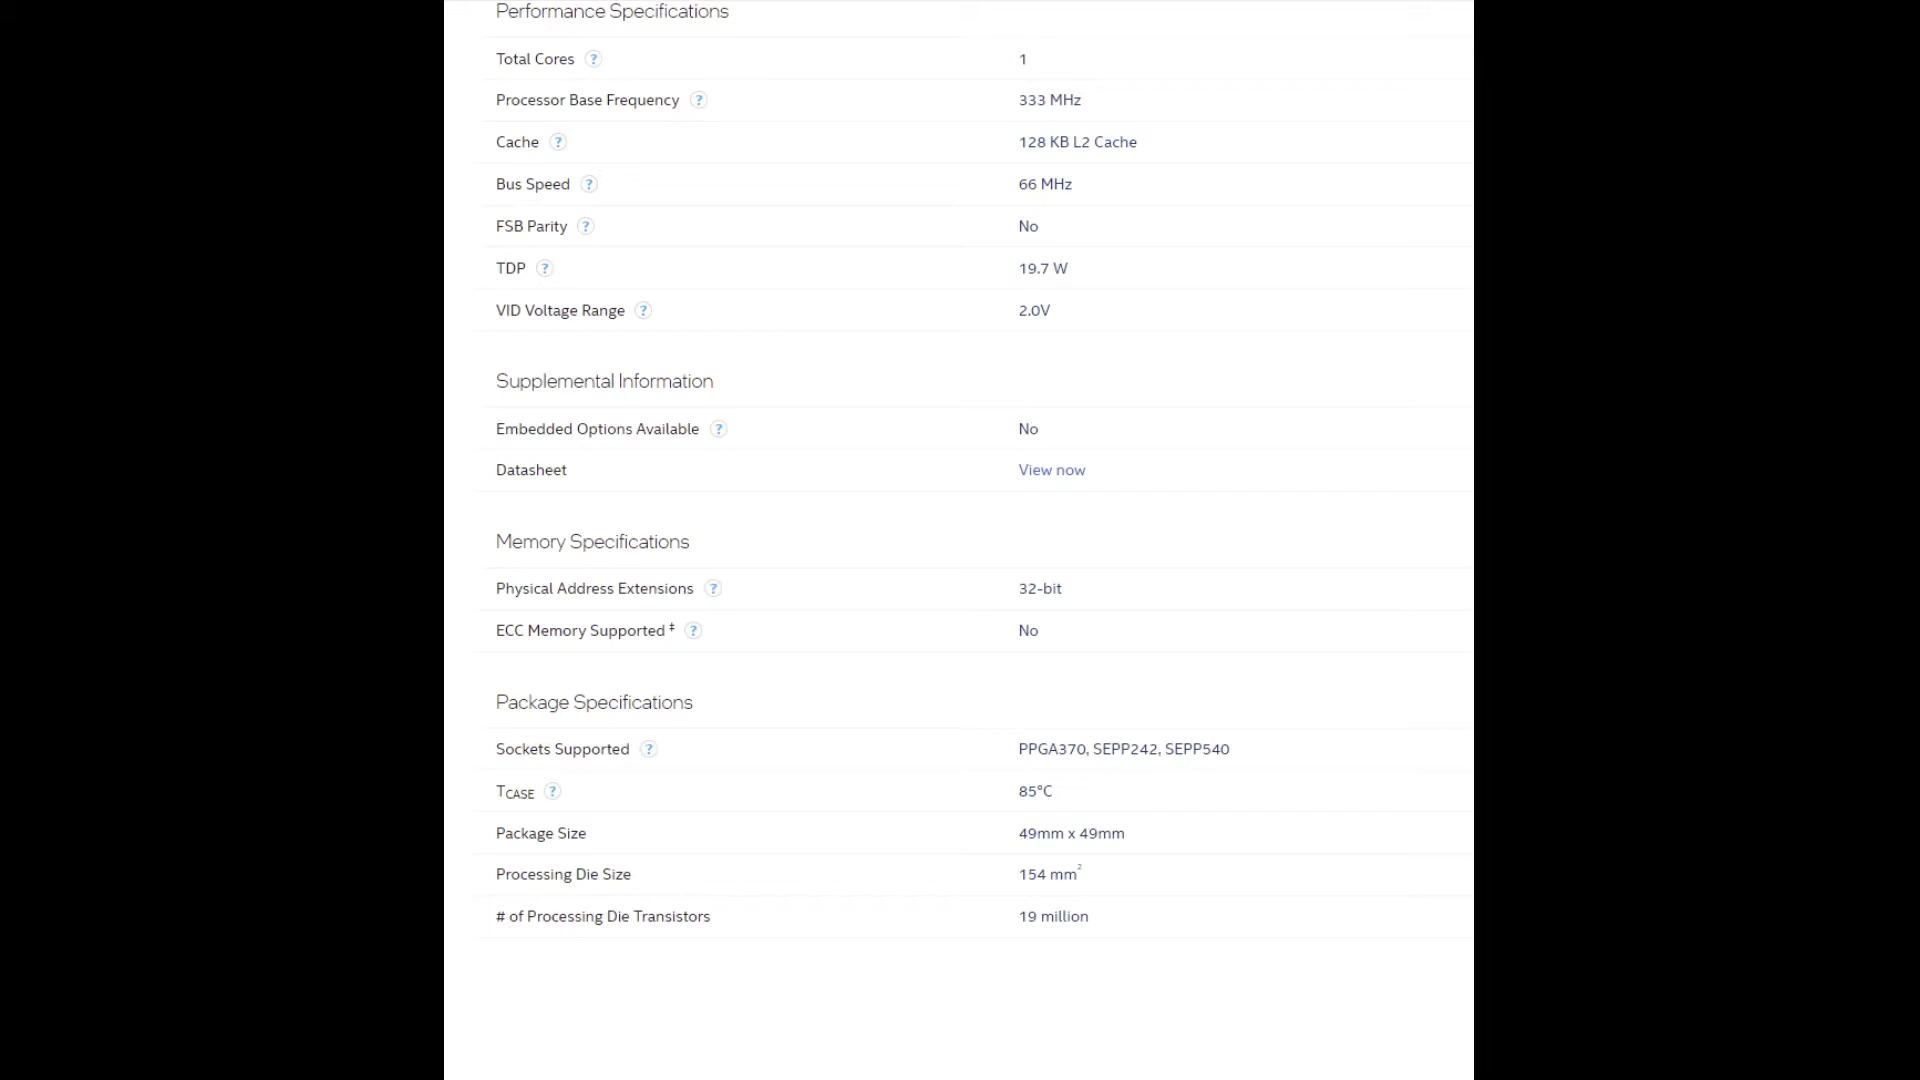 Performance Specifications
Total Cores ? 1
Processor Base Frequency ? 333 MHz
Cache ? 128 KB L2 Cache
Bus Speed ? 66 MHz
FSB Parity ? No
TDP ? 19.7 W
VID Voltage Range ? 2.0V
Supplemental Information
Embedded Options Available ? No
Datasheet View now
Memory Specifications
Physical Address Extensions ? 32-bit
ECC Memory Supported ‡ ? No
Package Specifications
Sockets Supported ? PPGA370, SEPP242, SEPP540
TCASE ? 85°C
Package Size 49mm x 49mm
Processing Die Size 154 mm²
# of Processing Die Transistors 19 million